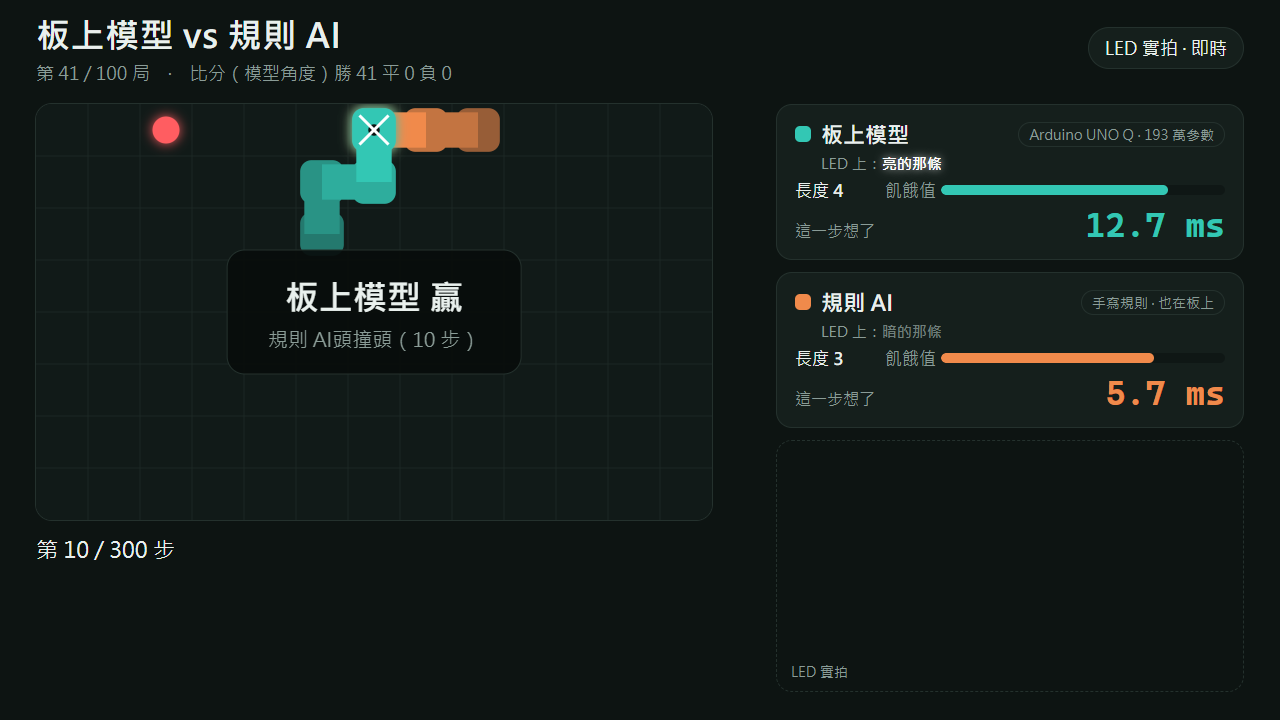 板上模型 vs 規則 AI
第 41 / 100 局 · 比分（模型角度）勝 41 平 0 負 0
LED 實拍 · 即時
板上模型 贏
規則 AI頭撞頭（10 步）
第 10 / 300 步
板上模型
Arduino UNO Q · 193 萬參數
LED 上：亮的那條
長度 4 飢餓值
這一步想了 12.7 ms
規則 AI
手寫規則 · 也在板上
LED 上：暗的那條
長度 3 飢餓值
這一步想了 5.7 ms
LED 實拍